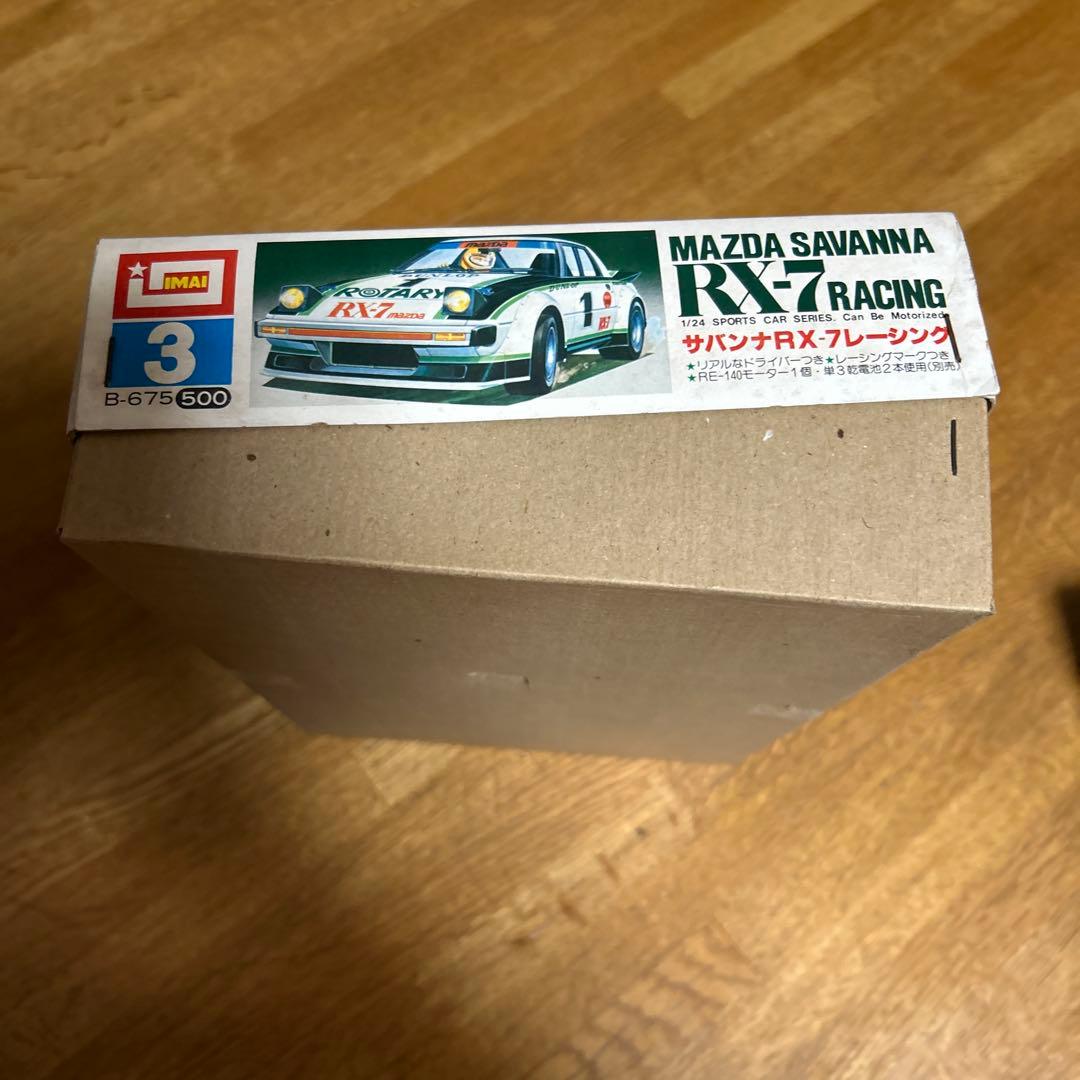 IMAI
3
B-675 500
mazda
DUNLOP
1
ROTARY
RX-7 mazda
DUNLOP
1
MAZDA SAVANNA
RX-7 RACING
1/24 SPORTS CAR SERIES. Can Be Motorized
サバンナRX-7レーシング
★リアルなドライバーつき★レーシングマークつき
★RE-140モーター1個・単3乾電池2本使用(別売)